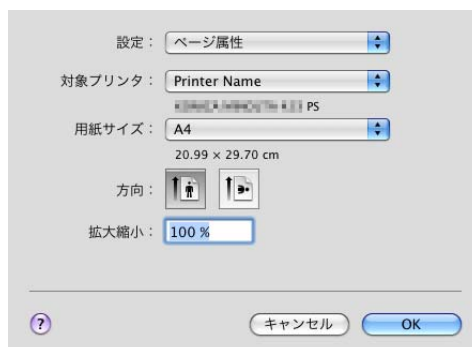 設定： ページ属性
対象プリンタ： Printer Name
PS
用紙サイズ： A4
20.99 × 29.70 cm
方向：
拡大縮小： 100 %
? キャンセル OK